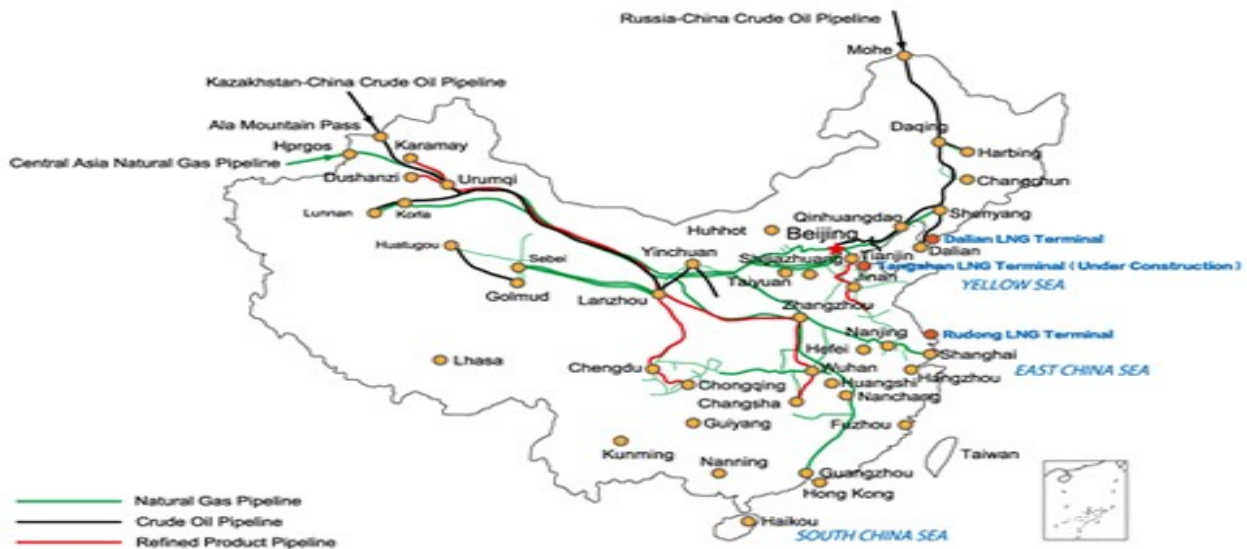 Russia-China Crude Oil Pipeline
Mohe
Kazakhstan-China Crude Oil Pipeline
Ala Mountain Pass
Daqing
Hprgos
Karamay
Harbing
Central Asia Natural Gas Pipeline
Dushanzi
Urumqi
Changchun
Lunnan
Korla
Qinhuangdao
Shenyang
Huhhot
Beijing
Dalian LNG Terminal
Huatugou
Sebei
Yinchuan
Shijiazhuang
Tianjin
Dalian
Tangshan LNG Terminal ( Under Construction )
Golmud
Lanzhou
Taiyuan
Jinan
YELLOW SEA
Zhangzhou
Nanjing
Rudong LNG Terminal
Lhasa
Hefei
Shanghai
Chengdu
Wuhan
Hangzhou
EAST CHINA SEA
Chongqing
Huangshi
Changsha
Nanchang
Guiyang
Fuzhou
Kunming
Taiwan
Nanning
Guangzhou
Hong Kong
Natural Gas Pipeline
Crude Oil Pipeline
Haikou
SOUTH CHINA SEA
Refined Product Pipeline